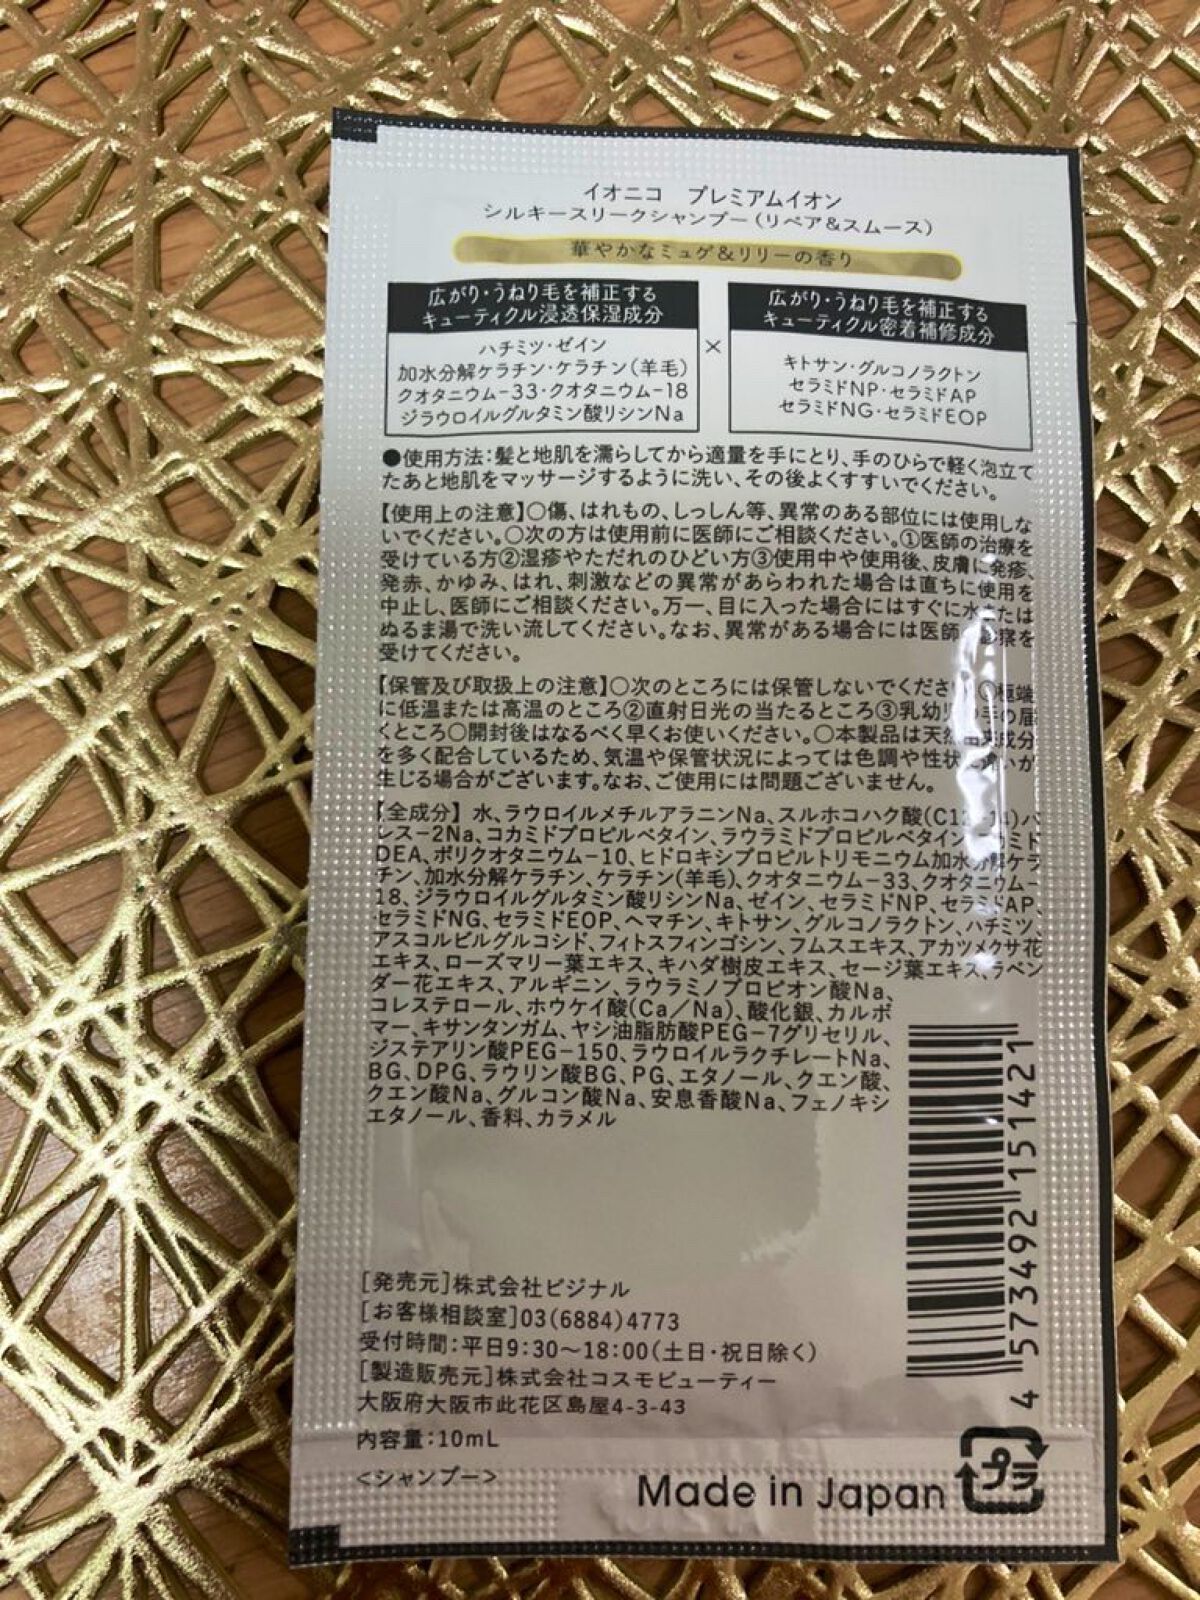 イオニコ　プレミアムイオン
シルキースリークシャンプー（リペア&スムース）
華やかなミュゲ&リリーの香り
広がり・うねり毛を補正する
キューティクル浸透保湿成分
ハチミツ・ゼイン
加水分解ケラチン・ケラチン（羊毛）
クオタニウム-33・クオタニウム-18
ジラウロイルグルタミン酸リシンNa
×
広がり・うねり毛を補正する
キューティクル密着補修成分
キトサン・グルコノラクトン
セラミドNP・セラミドAP
セラミドNG・セラミドEOP
●使用方法：髪と地肌を濡らしてから適量を手にとり、手のひらで軽く泡立て
たあと地肌をマッサージするように洗い、その後よくすすいでください。
【使用上の注意】○傷、はれもの、しっしん等、異常のある部位には使用しな
いでください。○次の方は使用前に医師にご相談ください。①医師の治療を
受けている方②湿疹やただれのひどい方③使用中や使用後、皮膚に発疹、
発赤、かゆみ、はれ、刺激などの異常があらわれた場合は直ちに使用を
中止し、医師にご相談ください。万一、目に入った場合にはすぐに水または
ぬるま湯で洗い流してください。なお、異常がある場合には医師 診察を
受けてください。
【保管及び取扱上の注意】○次のところには保管しないでくださ ①極端
に低温または高温のところ②直射日光の当たるところ③乳幼児の手の届
くところ○開封後はなるべく早くお使いください。○本製品は天然由来成分
を多く配合しているため、気温や保管状況によっては色調や性状に違いが
生じる場合がございます。なお、ご使用には問題ございません。
【全成分】水、ラウロイルメチルアラニンNa、スルホコハク酸（C12-14）パ
レス-2Na、コカミドプロピルベタイン、ラウラミドプロピルベタイン、コカミド
DEA、ポリクオタニウム-10、ヒドロキシプロピルトリモニウム加水分解ケラ
チン、加水分解ケラチン、ケラチン（羊毛）、クオタニウム-33、クオタニウム-
18、ジラウロイルグルタミン酸リシンNa、ゼイン、セラミドNP、セラミドAP、
セラミドNG、セラミドEOP、ヘマチン、キトサン、グルコノラクトン、ハチミツ、
アスコルビルグルコシド、フィトスフィンゴシン、フムスエキス、アカツメクサ花
エキス、ローズマリー葉エキス、キハダ樹皮エキス、セージ葉エキス、ラベン
ダー花エキス、アルギニン、ラウラミノプロピオン酸Na、
コレステロール、ホウケイ酸（Ca／Na）、酸化銀、カルボ
マー、キサンタンガム、ヤシ油脂肪酸PEG-7グリセリル、
ジステアリン酸PEG-150、ラウロイルラクチレートNa、
BG、DPG、ラウリン酸BG、PG、エタノール、クエン酸、
クエン酸Na、グルコン酸Na、安息香酸Na、フェノキシ
エタノール、香料、カラメル
4 573492 151421
［発売元］株式会社ビジナル
［お客様相談室］03（6884）4773
受付時間：平日9：30〜18：00（土日・祝日除く）
［製造販売元］株式会社コスモビューティー
大阪府大阪市此花区島屋4-3-43
内容量：10mL
<シャンプー>
Made in Japan
プラ